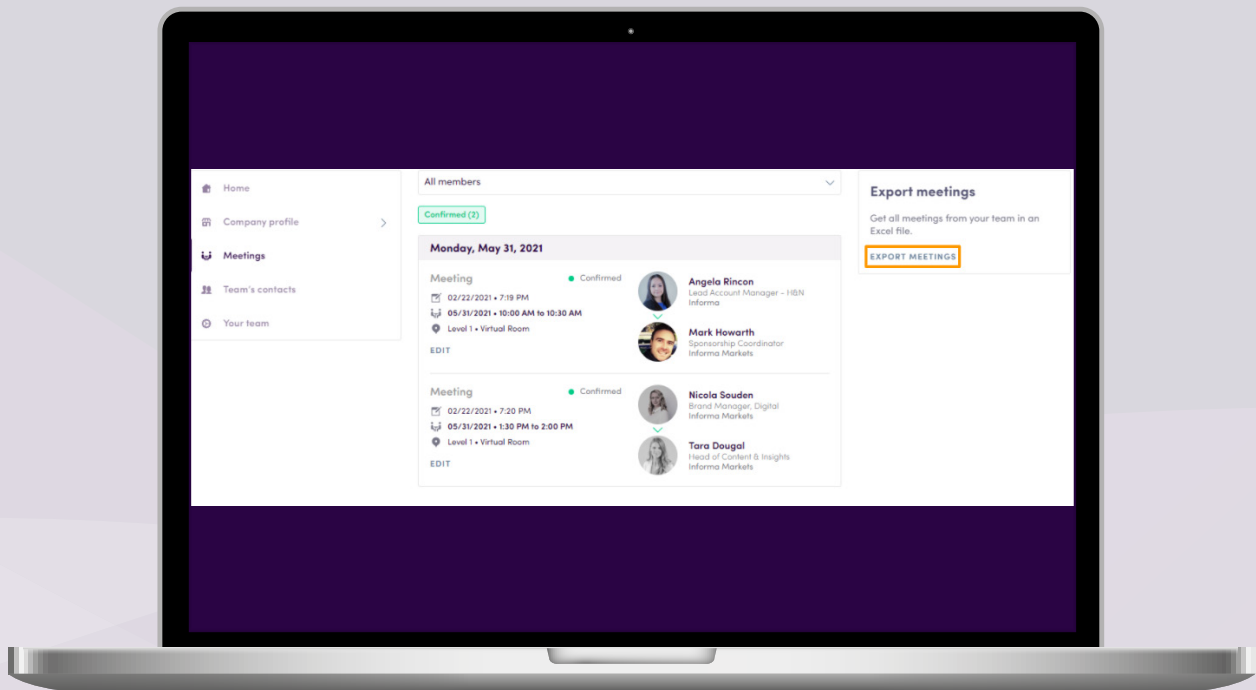 Home
Company profile
Meetings
Team's contacts
Your team
All members
Confirmed (2)
Monday, May 31, 2021
Meeting
Confirmed
02/22/2021 • 7:19 PM
05/31/2021 • 10:00 AM to 10:30 AM
Level 1 • Virtual Room
EDIT
Angela Rincon
Lead Account Manager - H&N
Informa
Mark Howarth
Sponsorship Coordinator
Informa Markets
Meeting
Confirmed
02/22/2021 • 7:20 PM
05/31/2021 • 1:30 PM to 2:00 PM
Level 1 • Virtual Room
EDIT
Nicola Souden
Brand Manager, Digital
Informa Markets
Tara Dougal
Head of Content & Insights
Informa Markets
Export meetings
Get all meetings from your team in an
Excel file.
EXPORT MEETINGS